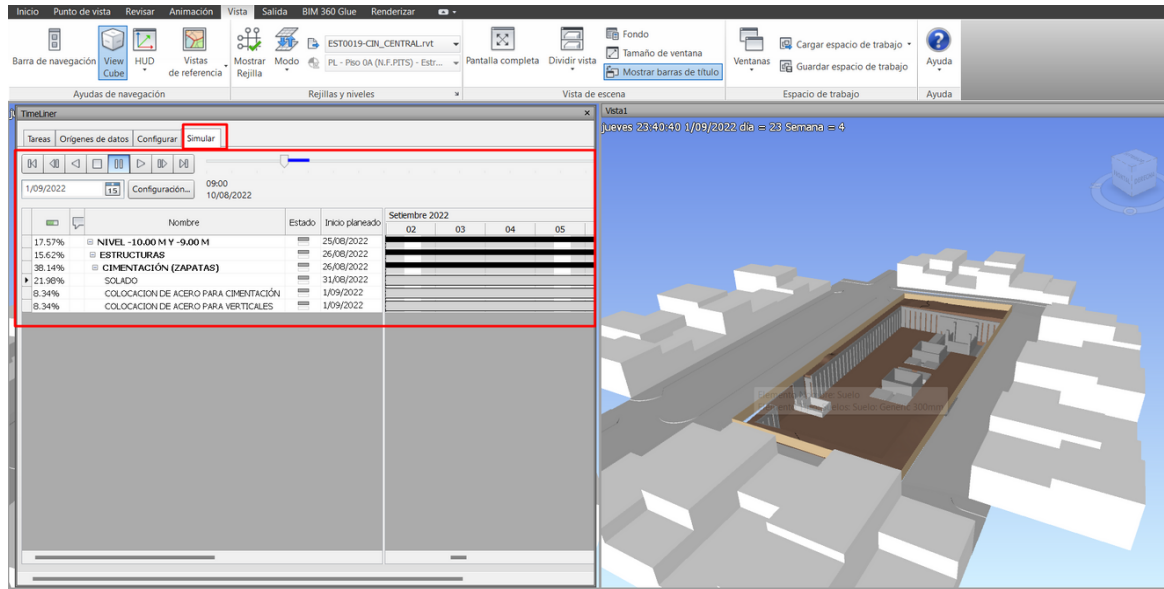 Inicio Punto de vista Revisar Animación Vista Salida BIM 360 Glue Renderizar
Barra de navegación
View Cube
HUD
Vistas de referencia
Mostrar Rejilla
Modo
EST0019-CIN_CENTRAL.rvt
PL - Piso 0A (N.F.PITS) - Estr...
Pantalla completa
Dividir vista
Fondo
Tamaño de ventana
Mostrar barras de título
Ventanas
Cargar espacio de trabajo
Guardar espacio de trabajo
Ayuda
Ayudas de navegación Rejillas y niveles Vista de escena Espacio de trabajo Ayuda
TimeLiner
Tareas Orígenes de datos Configurar Simular
1/09/2022 15 Configuración... 09:00
10/08/2022
Nombre Estado Inicio planeado Setiembre 2022
02 03 04 05
17.57% NIVEL -10.00 M Y -9.00 M 25/08/2022
15.62% ESTRUCTURAS 26/08/2022
38.14% CIMENTACIÓN (ZAPATAS) 26/08/2022
21.98% SOLADO 31/08/2022
8.34% COLOCACION DE ACERO PARA CIMENTACIÓN 1/09/2022
8.34% COLOCACION DE ACERO PARA VERTICALES 1/09/2022
Vista1
jueves 23:40:40 1/09/2022 día = 23 Semana = 4
Suelo
Suelo: Genérico 300mm